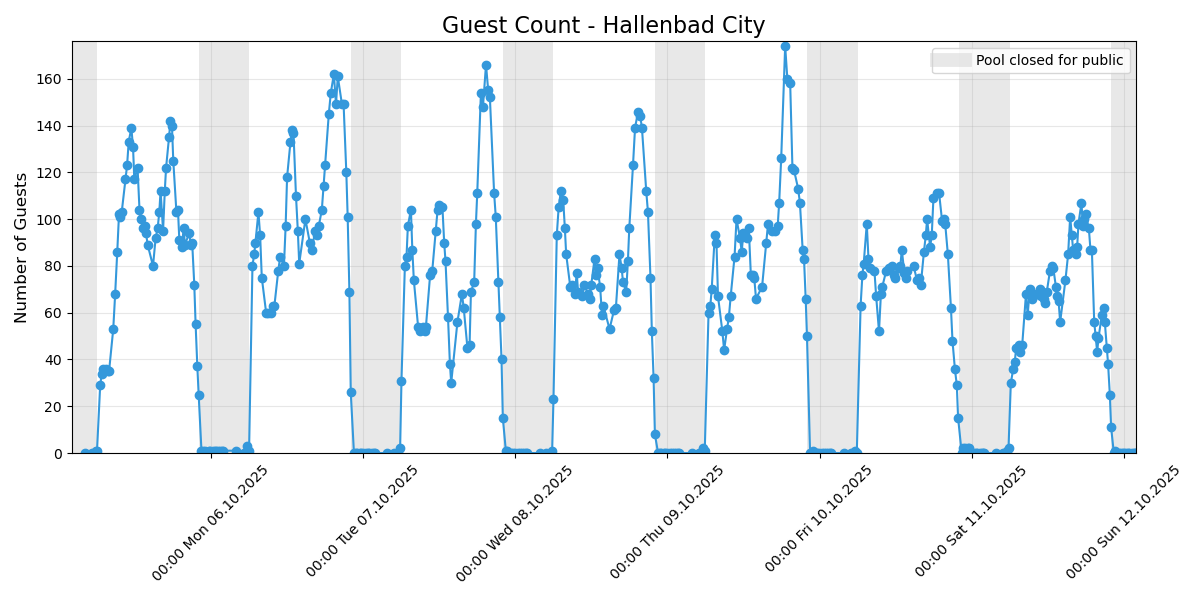 Guest Count - Hallenbad City
Pool closed for public
Number of Guests
160
140
120
100
80
60
40
20
0
00:00 Mon 06.10.2025
00:00 Tue 07.10.2025
00:00 Wed 08.10.2025
00:00 Thu 09.10.2025
00:00 Fri 10.10.2025
00:00 Sat 11.10.2025
00:00 Sun 12.10.2025